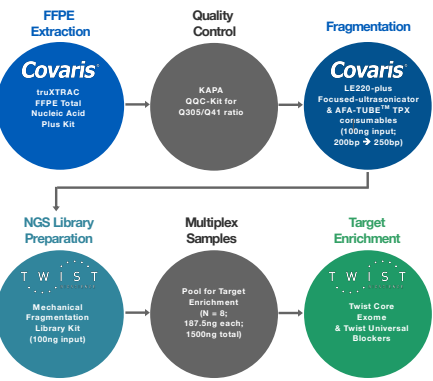 FFPE
Extraction
Covaris®
truXTRAC
FFPE Total
Nucleic Acid
Plus Kit
Quality
Control
KAPA
QQC-Kit for
Q305/Q41 ratio
Fragmentation
Covaris®
LE220-plus
Focused-ultrasonicator
& AFA-TUBE™ TPX
consumables
(100ng input;
200bp → 250bp)
NGS Library
Preparation
TWIST
Mechanical
Fragmentation
Library Kit
(100ng input)
Multiplex
Samples
Pool for Target
Enrichment
(N = 8;
187.5ng each;
1500ng total)
Target
Enrichment
TWIST
Twist Core
Exome
& Twist Universal
Blockers